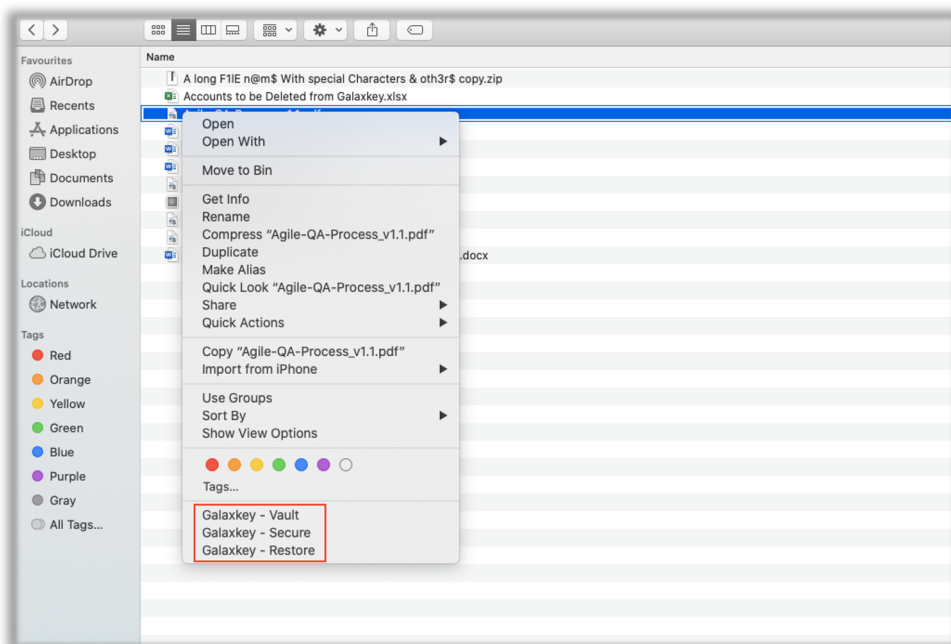 Favourites
AirDrop
Recents
Applications
Desktop
Documents
Downloads
iCloud
iCloud Drive
Locations
Network
Tags
Red
Orange
Yellow
Green
Blue
Purple
Gray
All Tags...
Name
A long F1lE n@m$ With special Characters & oth3r$ copy.zip
Accounts to be Deleted from Galaxkey.xlsx
.docx
Open
Open With
Move to Bin
Get Info
Rename
Compress “Agile-QA-Process_v1.1.pdf”
Duplicate
Make Alias
Quick Look “Agile-QA-Process_v1.1.pdf”
Share
Quick Actions
Copy “Agile-QA-Process_v1.1.pdf”
Import from iPhone
Use Groups
Sort By
Show View Options
Tags...
Galaxkey - Vault
Galaxkey - Secure
Galaxkey - Restore